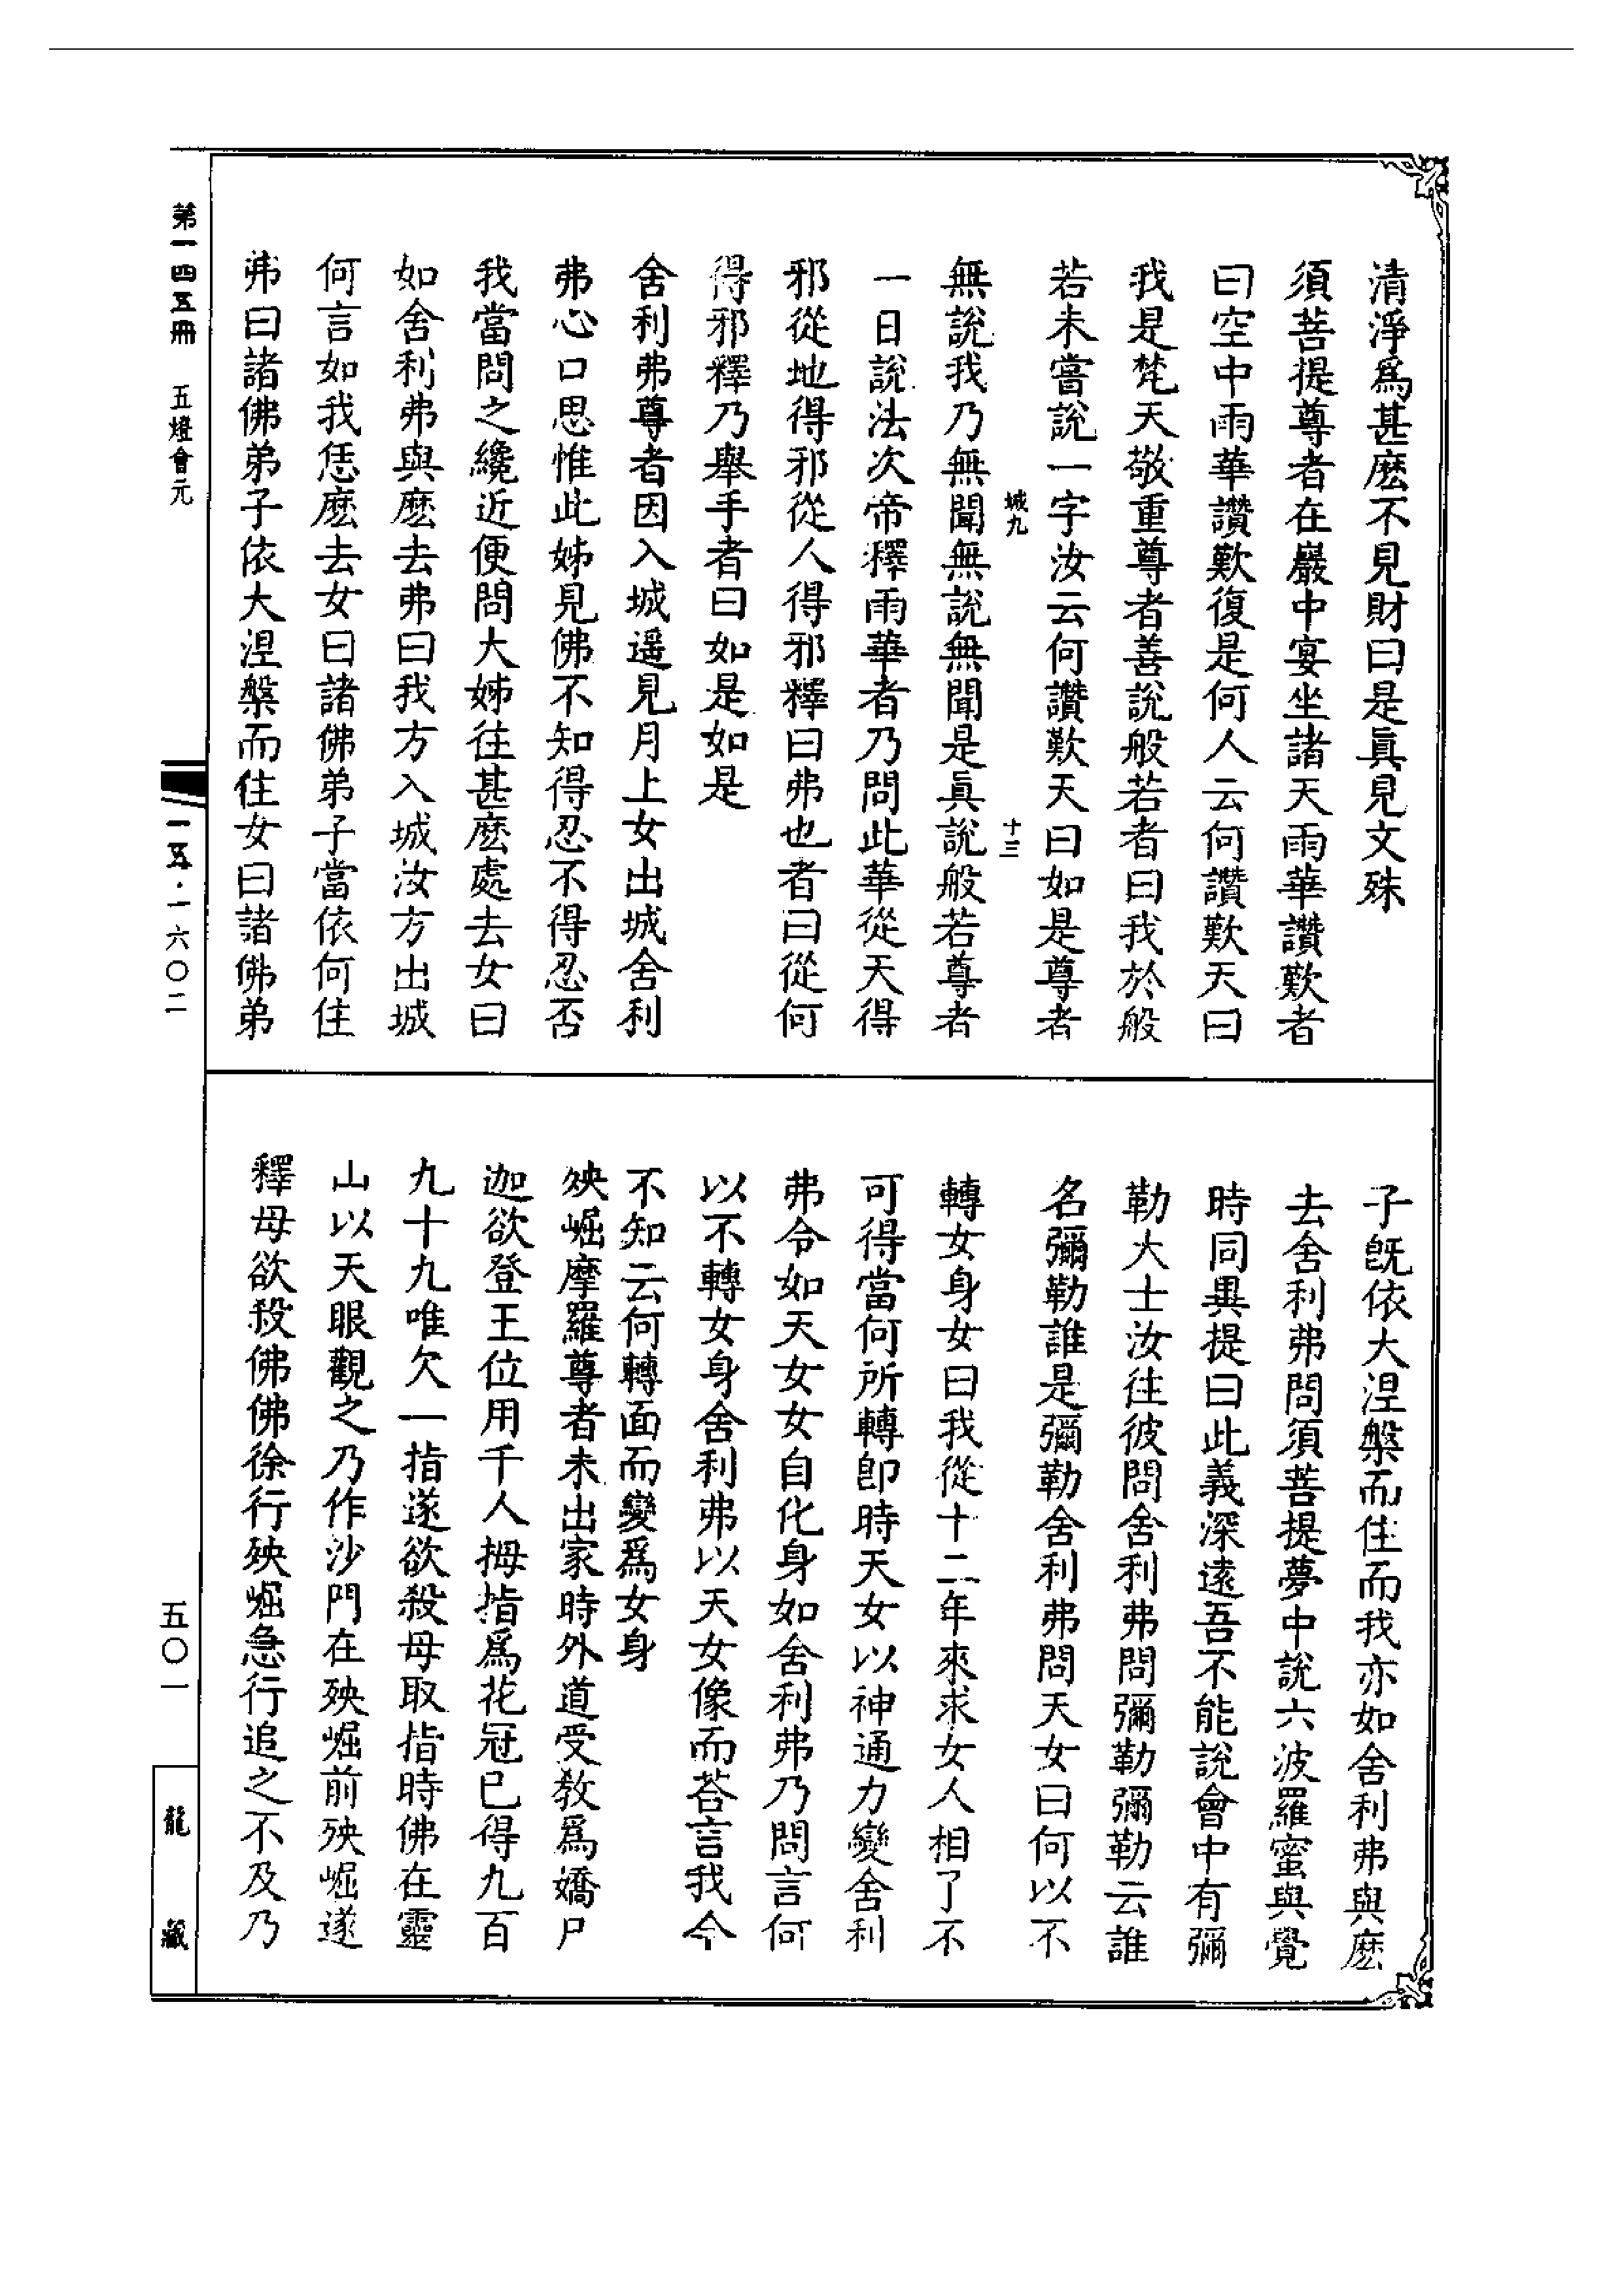 清淨爲甚麽不見財曰是眞見文殊
須菩提尊者在巖中宴坐諸天雨華讚歎者
曰空中雨華讚歎復是何人云何讚歎天曰
我是梵天敬重尊者善說般若者曰我於般
若未嘗說一字汝云何讚歎天曰如是尊者
城九
十三
無說我乃無聞無說無聞是眞說般若尊者
一日說法次帝釋雨華者乃問此華從天得
邪從地得邪從人得邪釋曰弗也者曰從何
得邪釋乃舉手者曰如是如是
舍利弗尊者因入城遥見月上女出城舍利
弗心口思惟此姊見佛不知得忍不得忍否
我當問之纔近便問大姊往甚麽處去女曰
如舍利弗與麽去弗曰我方入城汝方出城
何言如我恁麽去女曰諸佛弟子當依何住
弗曰諸佛弟子依大涅槃而住女曰諸佛弟
子旣依大涅槃而住而我亦如舍利弗與麽
去舍利弗問須菩提夢中說六波羅蜜與覺
時同異提曰此義深遠吾不能說會中有彌
勒大士汝往彼問舍利弗問彌勒彌勒云誰
名彌勒誰是彌勒舍利弗問天女曰何以不
轉女身女曰我從十二年來求女人相了不
可得當何所轉卽時天女以神通力變舍利
弗令如天女女自化身如舍利弗乃問言何
以不轉女身舍利弗以天女像而荅言我今
不知云何轉面而變爲女身
殃崛摩羅尊者未出家時外道受教爲嬌尸
迦欲登王位用千人拇指爲花冠已得九百
九十九唯欠一指遂欲殺母取指時佛在靈
山以天眼觀之乃作沙門在殃崛前殃崛遂
釋母欲殺佛佛徐行殃崛急行追之不及乃
第一四五冊　五燈會元
一五·一六〇二
五〇一
龍藏